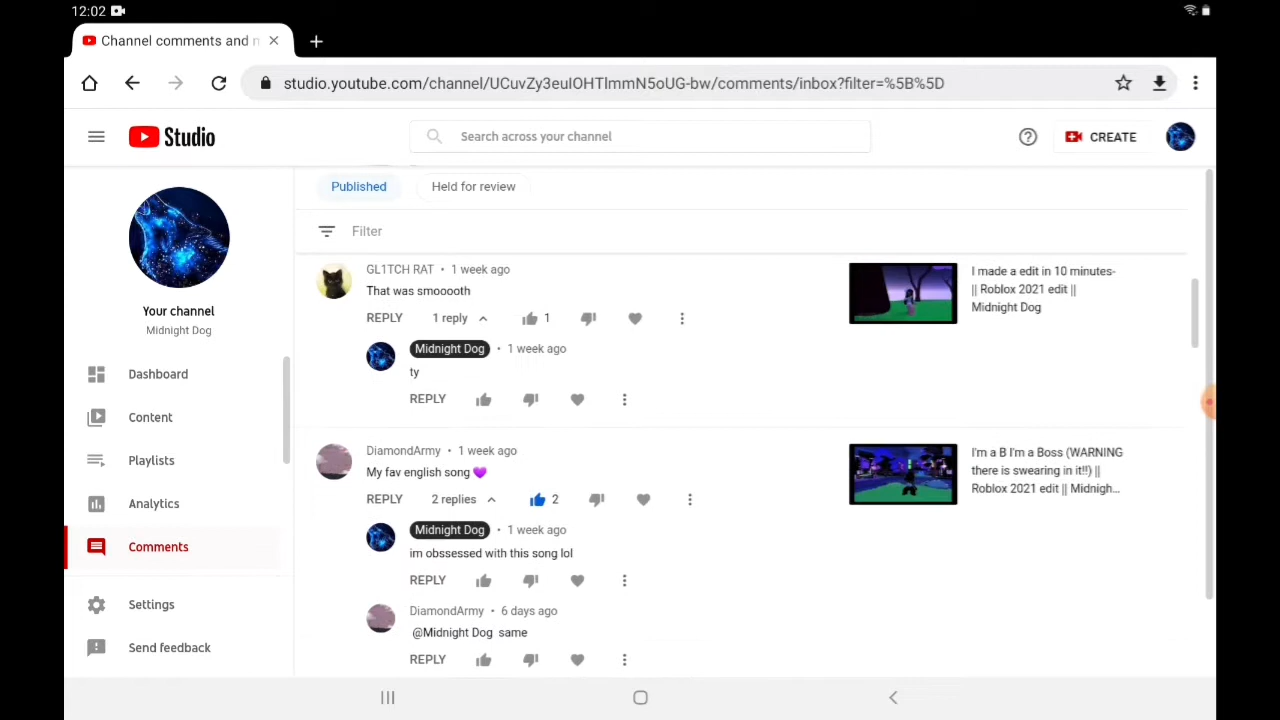 12:02
Channel comments and n
studio.youtube.com/channel/UCuvZy3euIOHTlmmN5oUG-bw/comments/inbox?filter=%5B%5D
Studio
Search across your channel
CREATE
Your channel
Midnight Dog
Dashboard
Content
Playlists
Analytics
Comments
Settings
Send feedback
Published
Held for review
Filter
GL1TCH RAT • 1 week ago
That was smooooth
REPLY 1 reply 1
I made a edit in 10 minutes-
|| Roblox 2021 edit ||
Midnight Dog
Midnight Dog • 1 week ago
ty
REPLY
DiamondArmy • 1 week ago
My fav english song 💜
REPLY 2 replies 2
I'm a B I'm a Boss (WARNING
there is swearing in it!!) ||
Roblox 2021 edit || Midnigh...
Midnight Dog • 1 week ago
im obssessed with this song lol
REPLY
DiamondArmy • 6 days ago
@Midnight Dog same
REPLY